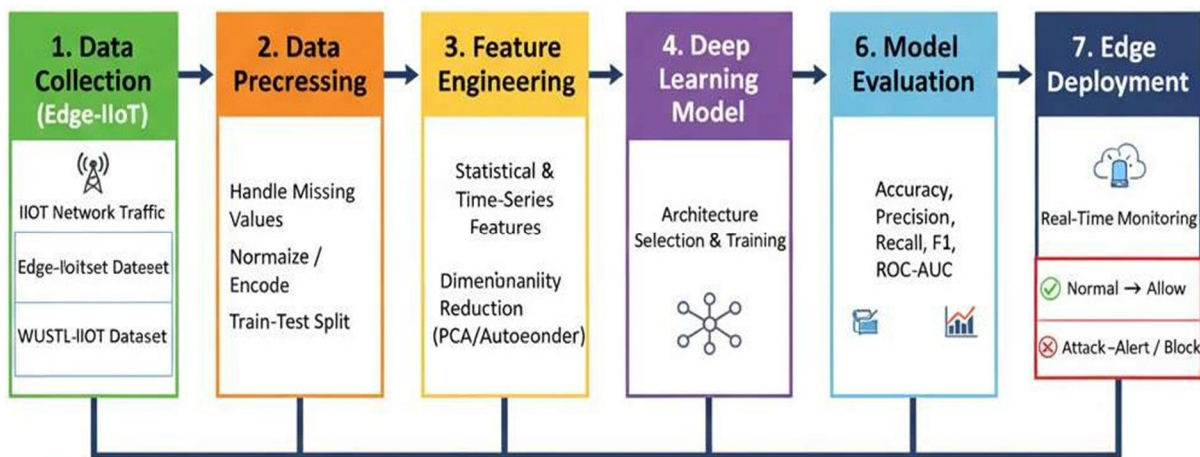 1. Data
Collection
(Edge-IIoT)
IIOT Network Traffic
Edge-IIoitset Dateeet
WUSTL-IIOT Dataset
2. Data
Precressing
Handle Missing
Values
Normaize /
Encode
Train-Test Split
3. Feature
Engineering
Statistical &
Time-Series
Features
Dimenionanliity
Reduction
(PCA/Autoeonder)
4. Deep
Learning
Model
Architecture
Selection & Training
6. Model
Evaluation
Accuracy,
Precision,
Recall, F1,
ROC-AUC
7. Edge
Deployment
Real-Time Monitoring
Normal → Allow
Attack–Alert / Block